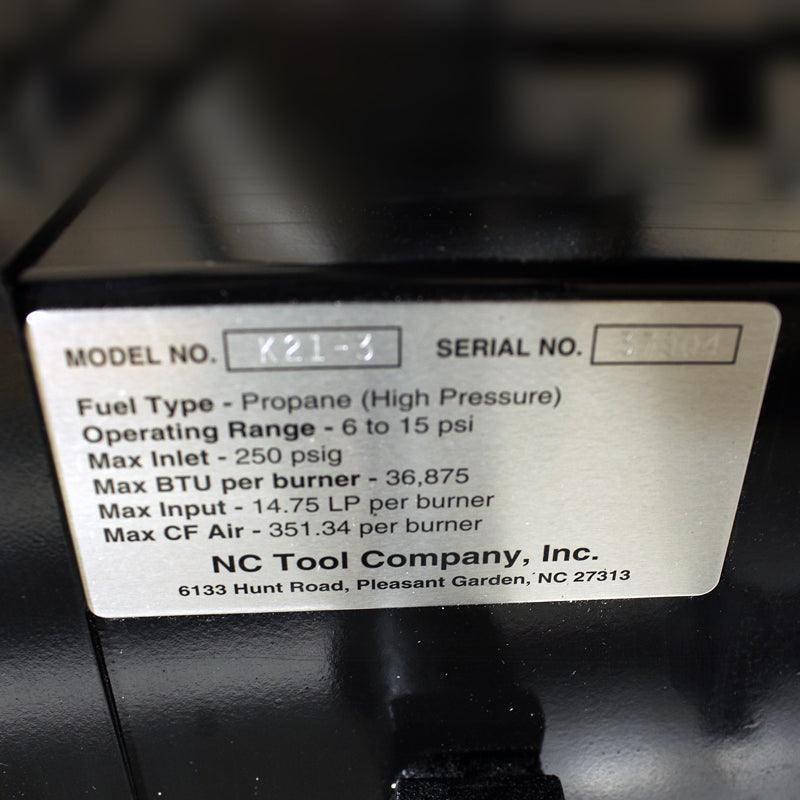 MODEL NO. K21-3 SERIAL NO.
Fuel Type - Propane (High Pressure)
Operating Range - 6 to 15 psi
Max Inlet - 250 psig
Max BTU per burner - 36,875
Max Input - 14.75 LP per burner
Max CF Air - 351.34 per burner
NC Tool Company, Inc.
6133 Hunt Road, Pleasant Garden, NC 27313